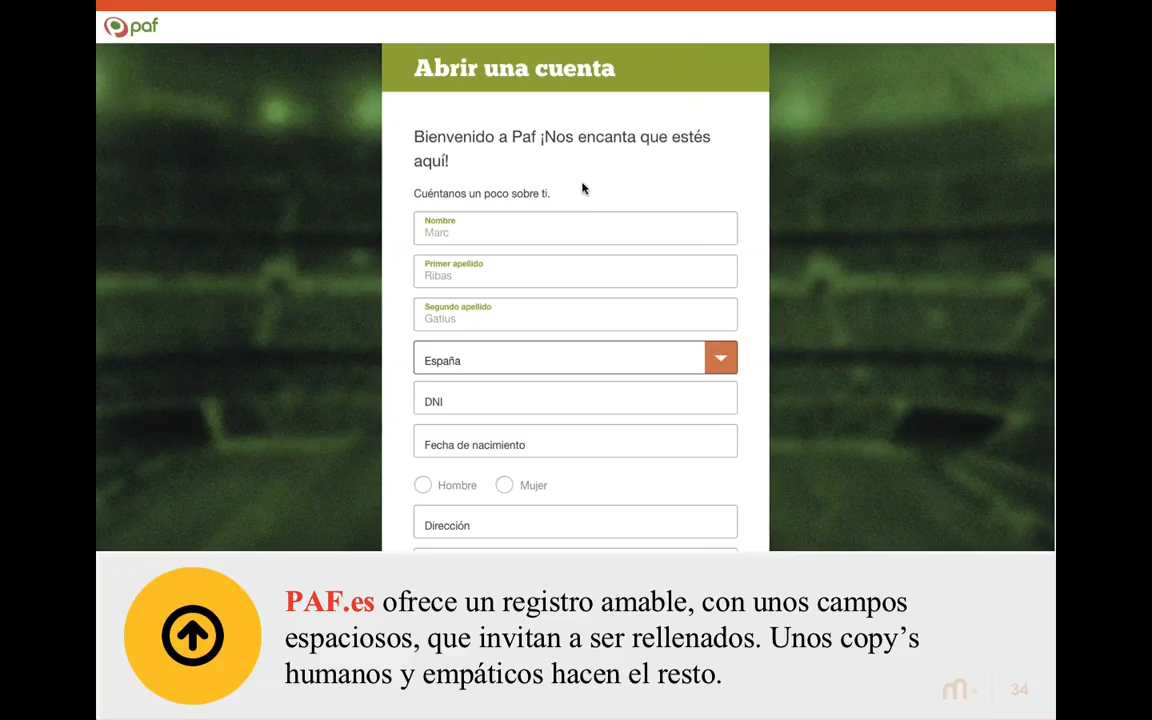 paf
Abrir una cuenta
Bienvenido a Paf ¡Nos encanta que estés
aquí!
Cuéntanos un poco sobre ti.
Nombre
Marc
Primer apellido
Ribas
Segundo apellido
Gatius
España
DNI
Fecha de nacimiento
Hombre Mujer
Dirección
PAF.es ofrece un registro amable, con unos campos
espaciosos, que invitan a ser rellenados. Unos copy’s
humanos y empáticos hacen el resto.
34